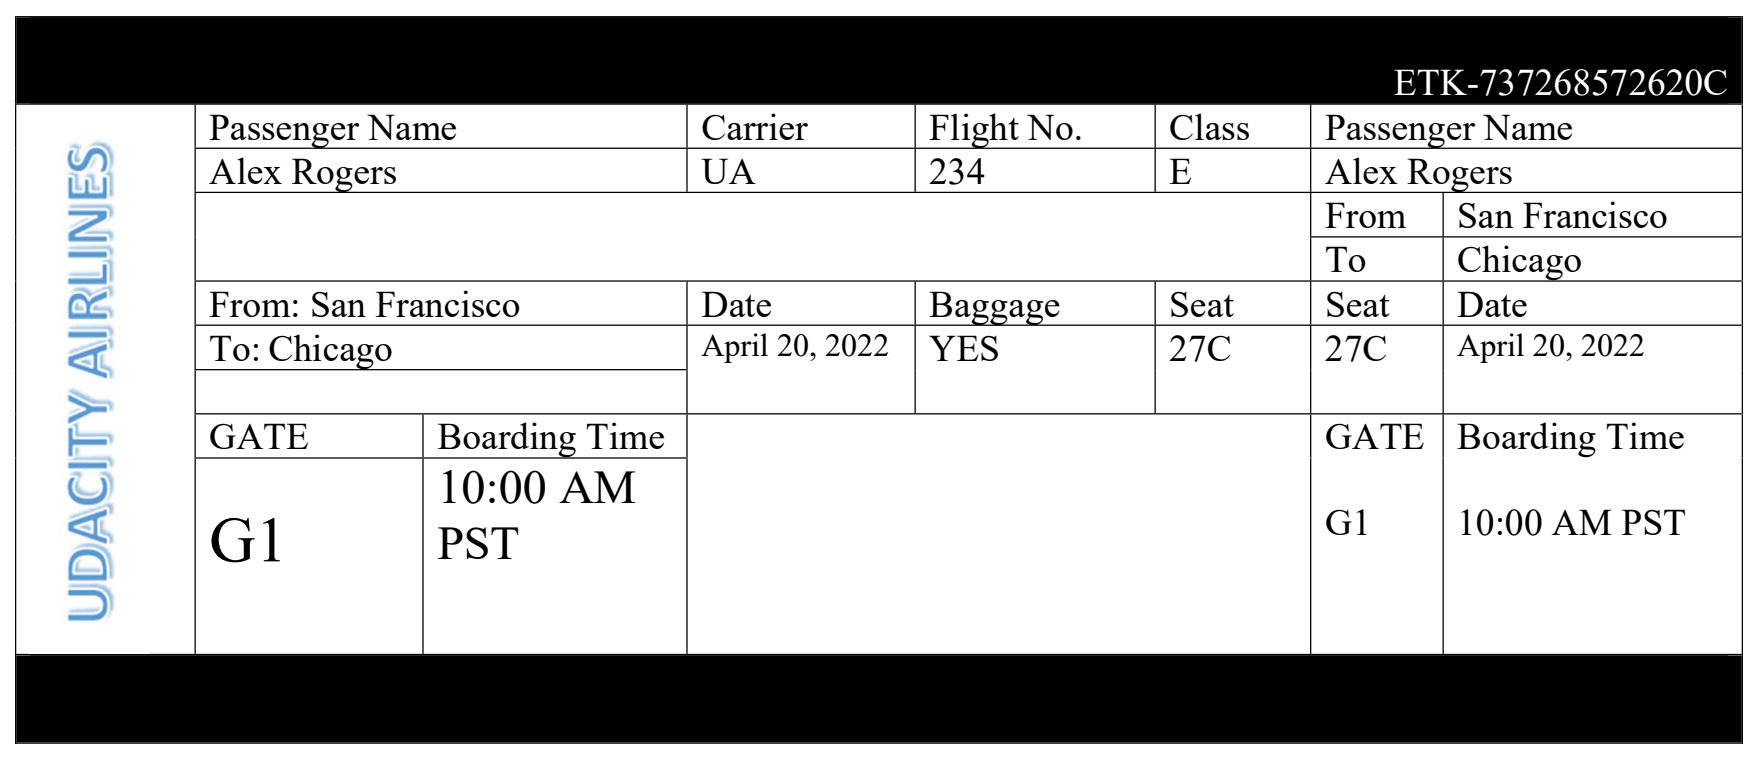 ETK-737268572620C
UDACITY AIRLINES
Passenger Name Carrier Flight No. Class Passenger Name
Alex Rogers UA 234 E Alex Rogers
From San Francisco
To Chicago
From: San Francisco Date Baggage Seat Seat Date
To: Chicago April 20, 2022 YES 27C 27C April 20, 2022
GATE Boarding Time GATE Boarding Time
10:00 AM
G1 PST G1 10:00 AM PST